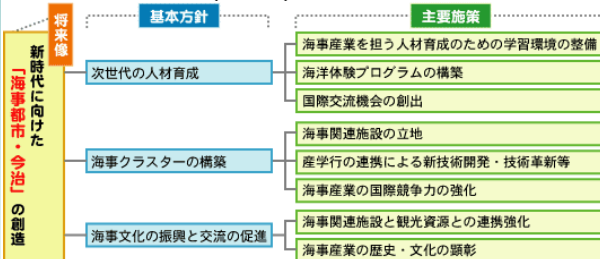 将来像
基本方針
主要施策
新時代に向けた
「海事都市・今治」の創造
次世代の人材育成
海事産業を担う人材育成のための学習環境の整備
海洋体験プログラムの構築
国際交流機会の創出
海事クラスターの構築
海事関連施設の立地
産学行の連携による新技術開発・技術革新等
海事産業の国際競争力の強化
海事文化の振興と交流の促進
海事関連施設と観光資源との連携強化
海事産業の歴史・文化の顕彰